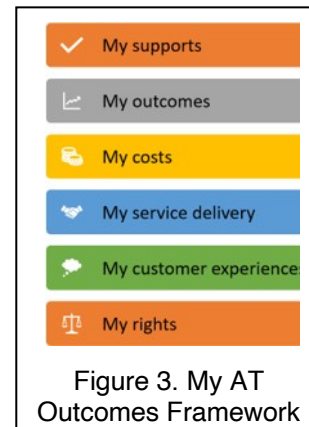 My supports
My outcomes
My costs
My service delivery
My customer experiences
My rights
Figure 3. My AT
Outcomes Framework